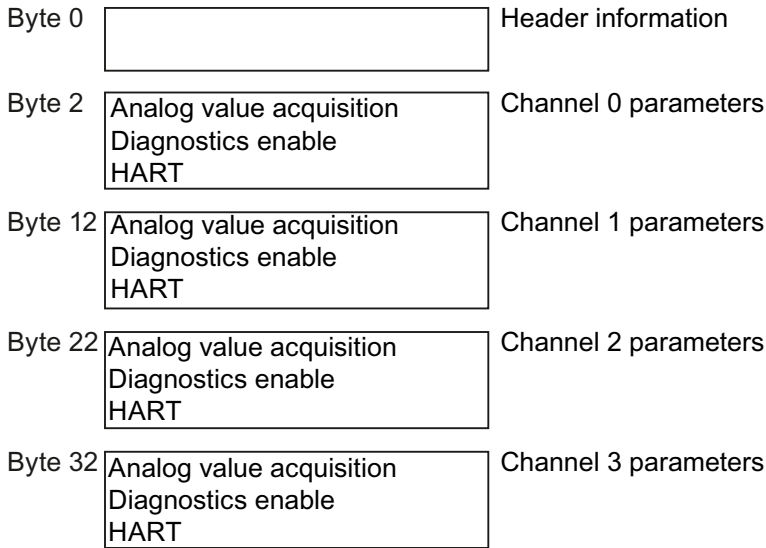 Byte 0 Header information
Byte 2 Analog value acquisition Channel 0 parameters
Diagnostics enable
HART
Byte 12 Analog value acquisition Channel 1 parameters
Diagnostics enable
HART
Byte 22 Analog value acquisition Channel 2 parameters
Diagnostics enable
HART
Byte 32 Analog value acquisition Channel 3 parameters
Diagnostics enable
HART